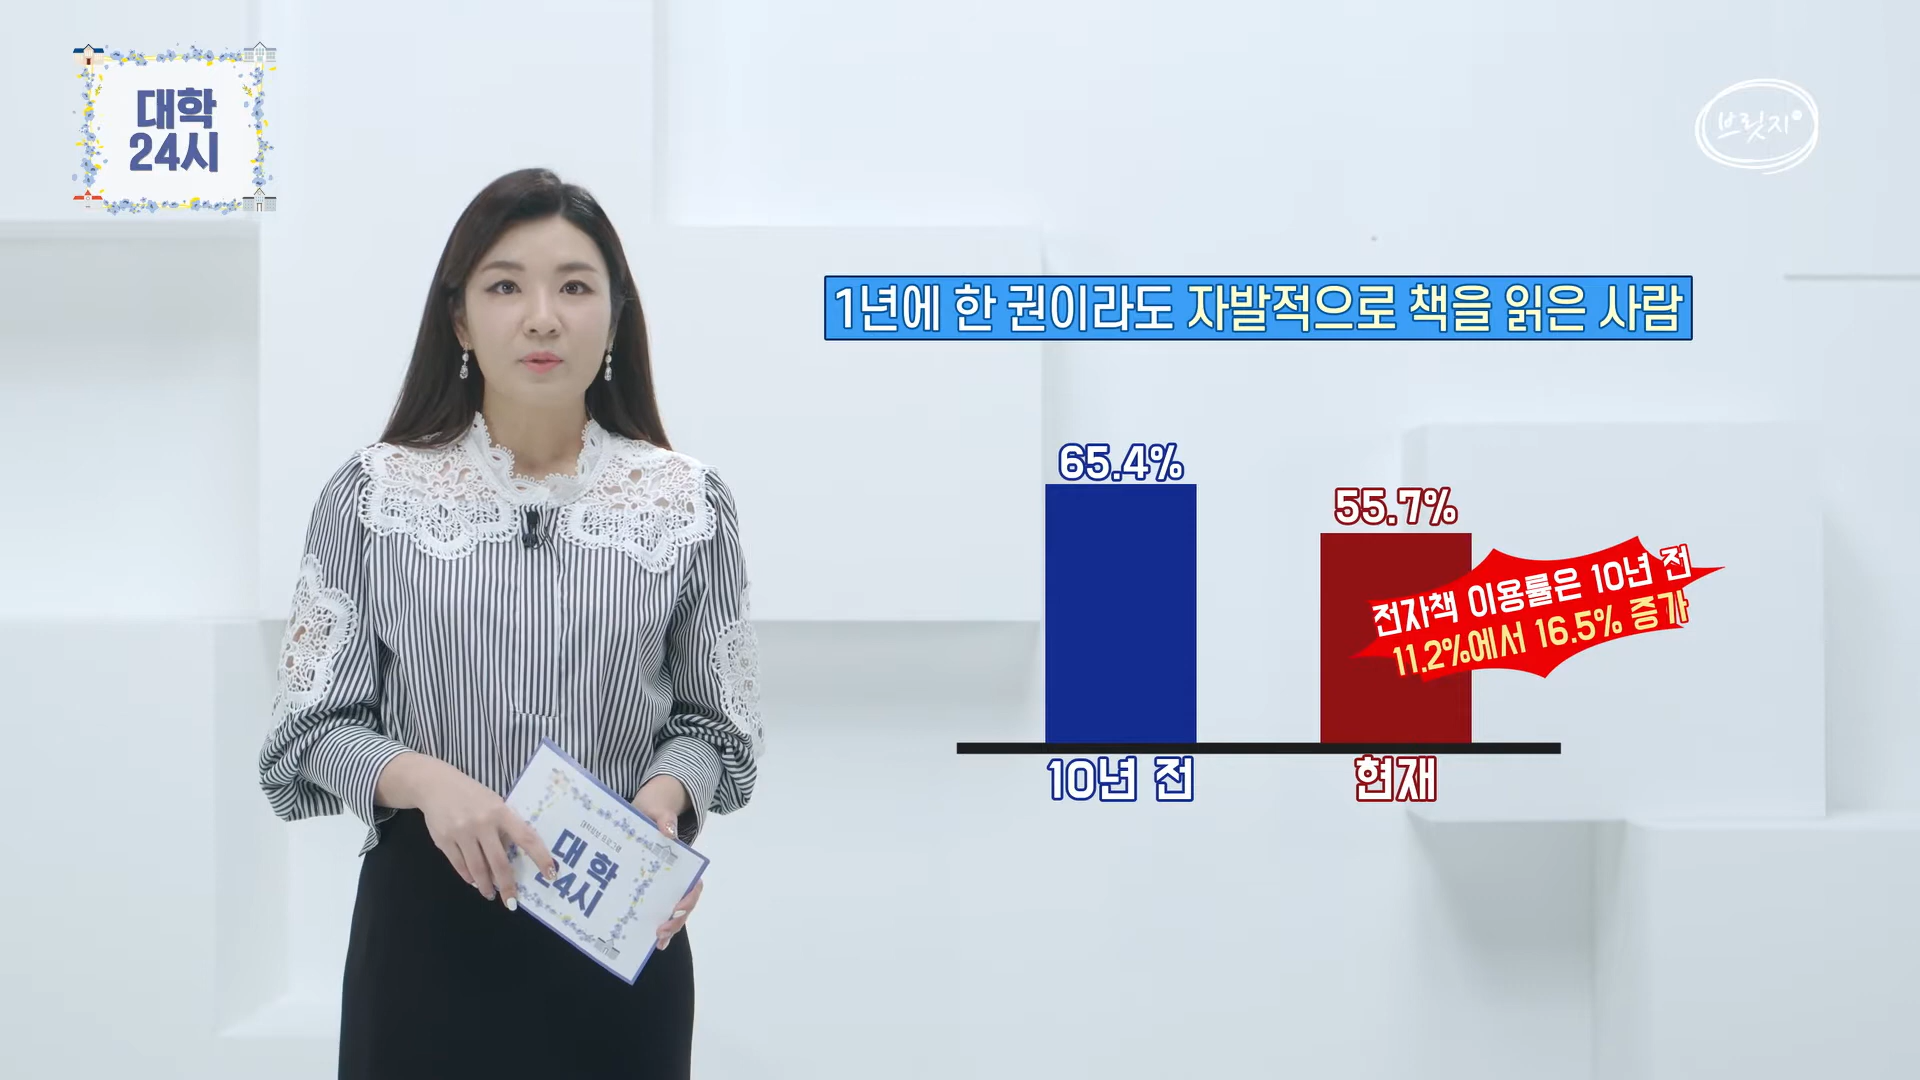 대학
24시
브릿지
1년에 한 권이라도 자발적으로 책을 읽은 사람
65.4%
55.7%
전자책 이용률은 10년 전
11.2%에서 16.5% 증가
10년 전
현재
대학
24시